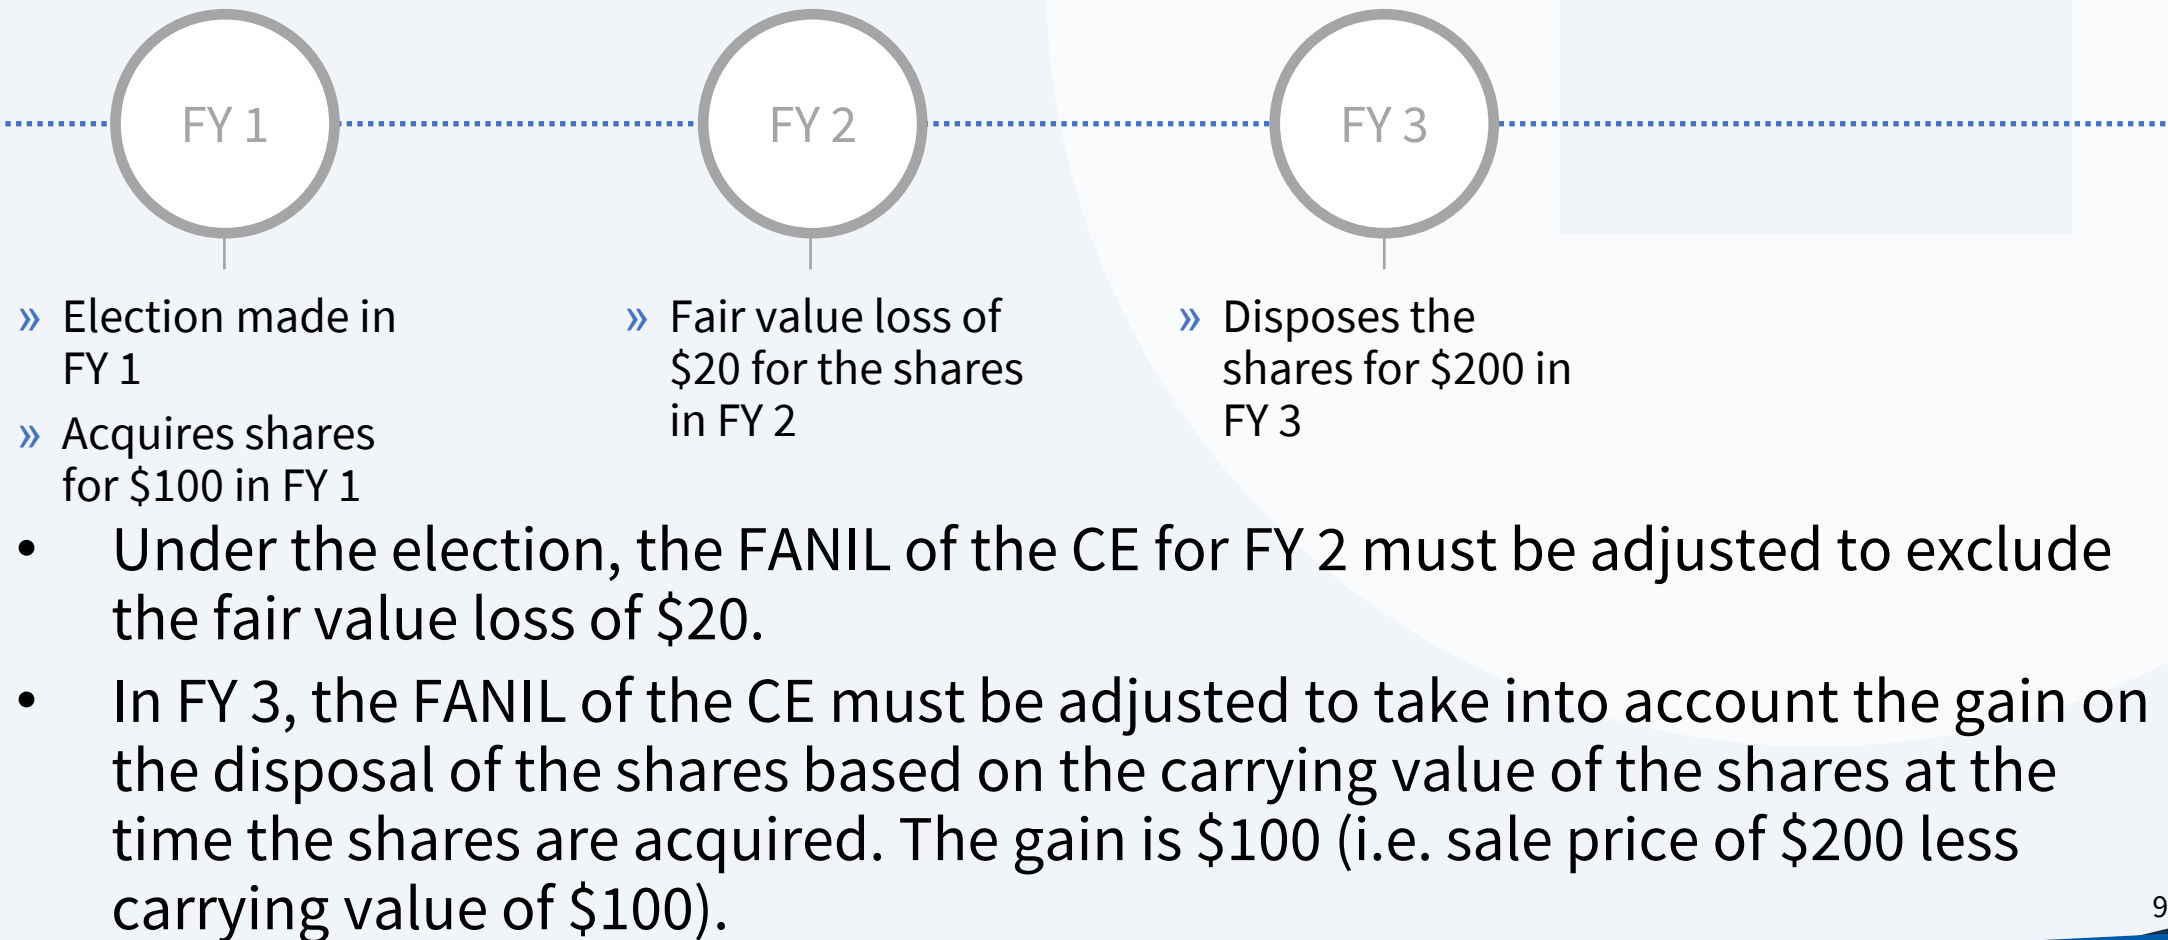 FY 1
FY 2
FY 3
» Election made in
FY 1
» Acquires shares
for $100 in FY 1
» Fair value loss of
$20 for the shares
in FY 2
» Disposes the
shares for $200 in
FY 3
• Under the election, the FANIL of the CE for FY 2 must be adjusted to exclude
the fair value loss of $20.
• In FY 3, the FANIL of the CE must be adjusted to take into account the gain on
the disposal of the shares based on the carrying value of the shares at the
time the shares are acquired. The gain is $100 (i.e. sale price of $200 less
carrying value of $100).
9